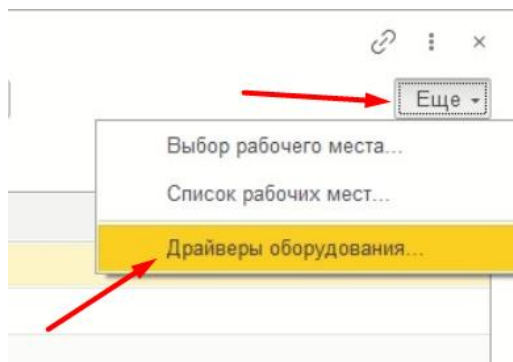 Еще
Выбор рабочего места...
Список рабочих мест...
Драйверы оборудования...